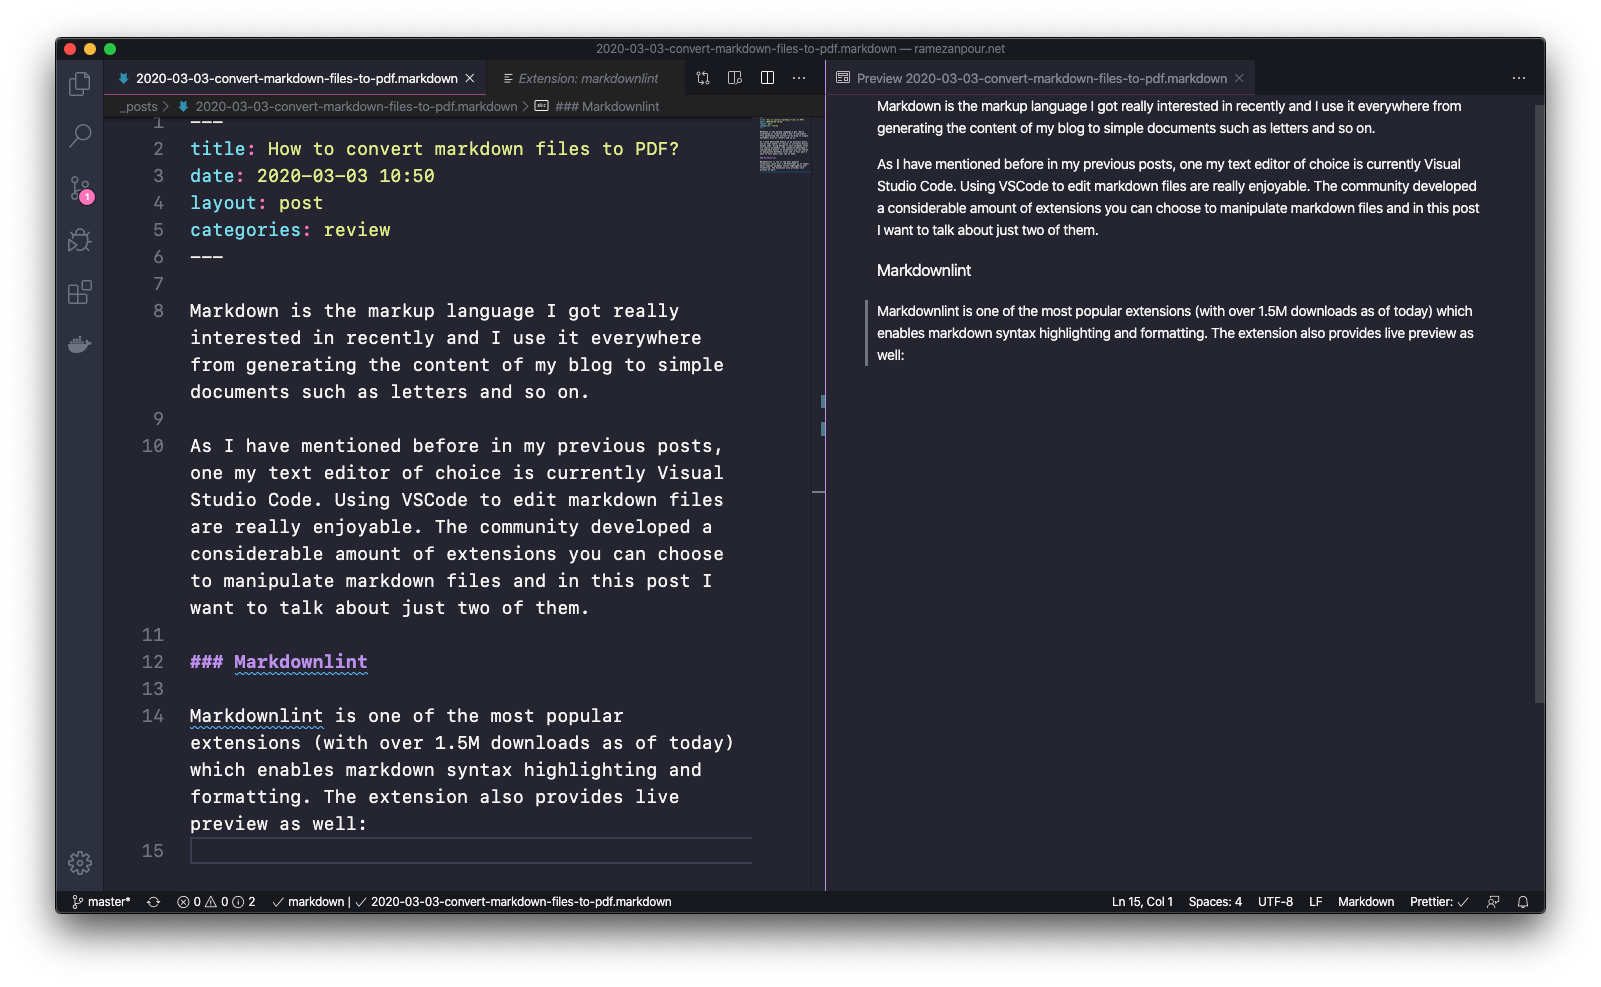 2020-03-03-convert-markdown-files-to-pdf.markdown — ramezanpour.net
2020-03-03-convert-markdown-files-to-pdf.markdown
Extension: markdownlint
_posts > 2020-03-03-convert-markdown-files-to-pdf.markdown > abc ### Markdownlint
1 ---
2 title: How to convert markdown files to PDF?
3 date: 2020-03-03 10:50
4 layout: post
5 categories: review
6 ---
7
8 Markdown is the markup language I got really
interested in recently and I use it everywhere
from generating the content of my blog to simple
documents such as letters and so on.
9
10 As I have mentioned before in my previous posts,
one my text editor of choice is currently Visual
Studio Code. Using VSCode to edit markdown files
are really enjoyable. The community developed a
considerable amount of extensions you can choose
to manipulate markdown files and in this post I
want to talk about just two of them.
11
12 ### Markdownlint
13
14 Markdownlint is one of the most popular
extensions (with over 1.5M downloads as of today)
which enables markdown syntax highlighting and
formatting. The extension also provides live
preview as well:
15
Preview 2020-03-03-convert-markdown-files-to-pdf.markdown
Markdown is the markup language I got really interested in recently and I use it everywhere from
generating the content of my blog to simple documents such as letters and so on.
As I have mentioned before in my previous posts, one my text editor of choice is currently Visual
Studio Code. Using VSCode to edit markdown files are really enjoyable. The community developed
a considerable amount of extensions you can choose to manipulate markdown files and in this post
I want to talk about just two of them.
Markdownlint
Markdownlint is one of the most popular extensions (with over 1.5M downloads as of today) which
enables markdown syntax highlighting and formatting. The extension also provides live preview as
well:
1
master* 0 0 2 ✓ markdown | ✓ 2020-03-03-convert-markdown-files-to-pdf.markdown
Ln 15, Col 1 Spaces: 4 UTF-8 LF Markdown Prettier: ✓